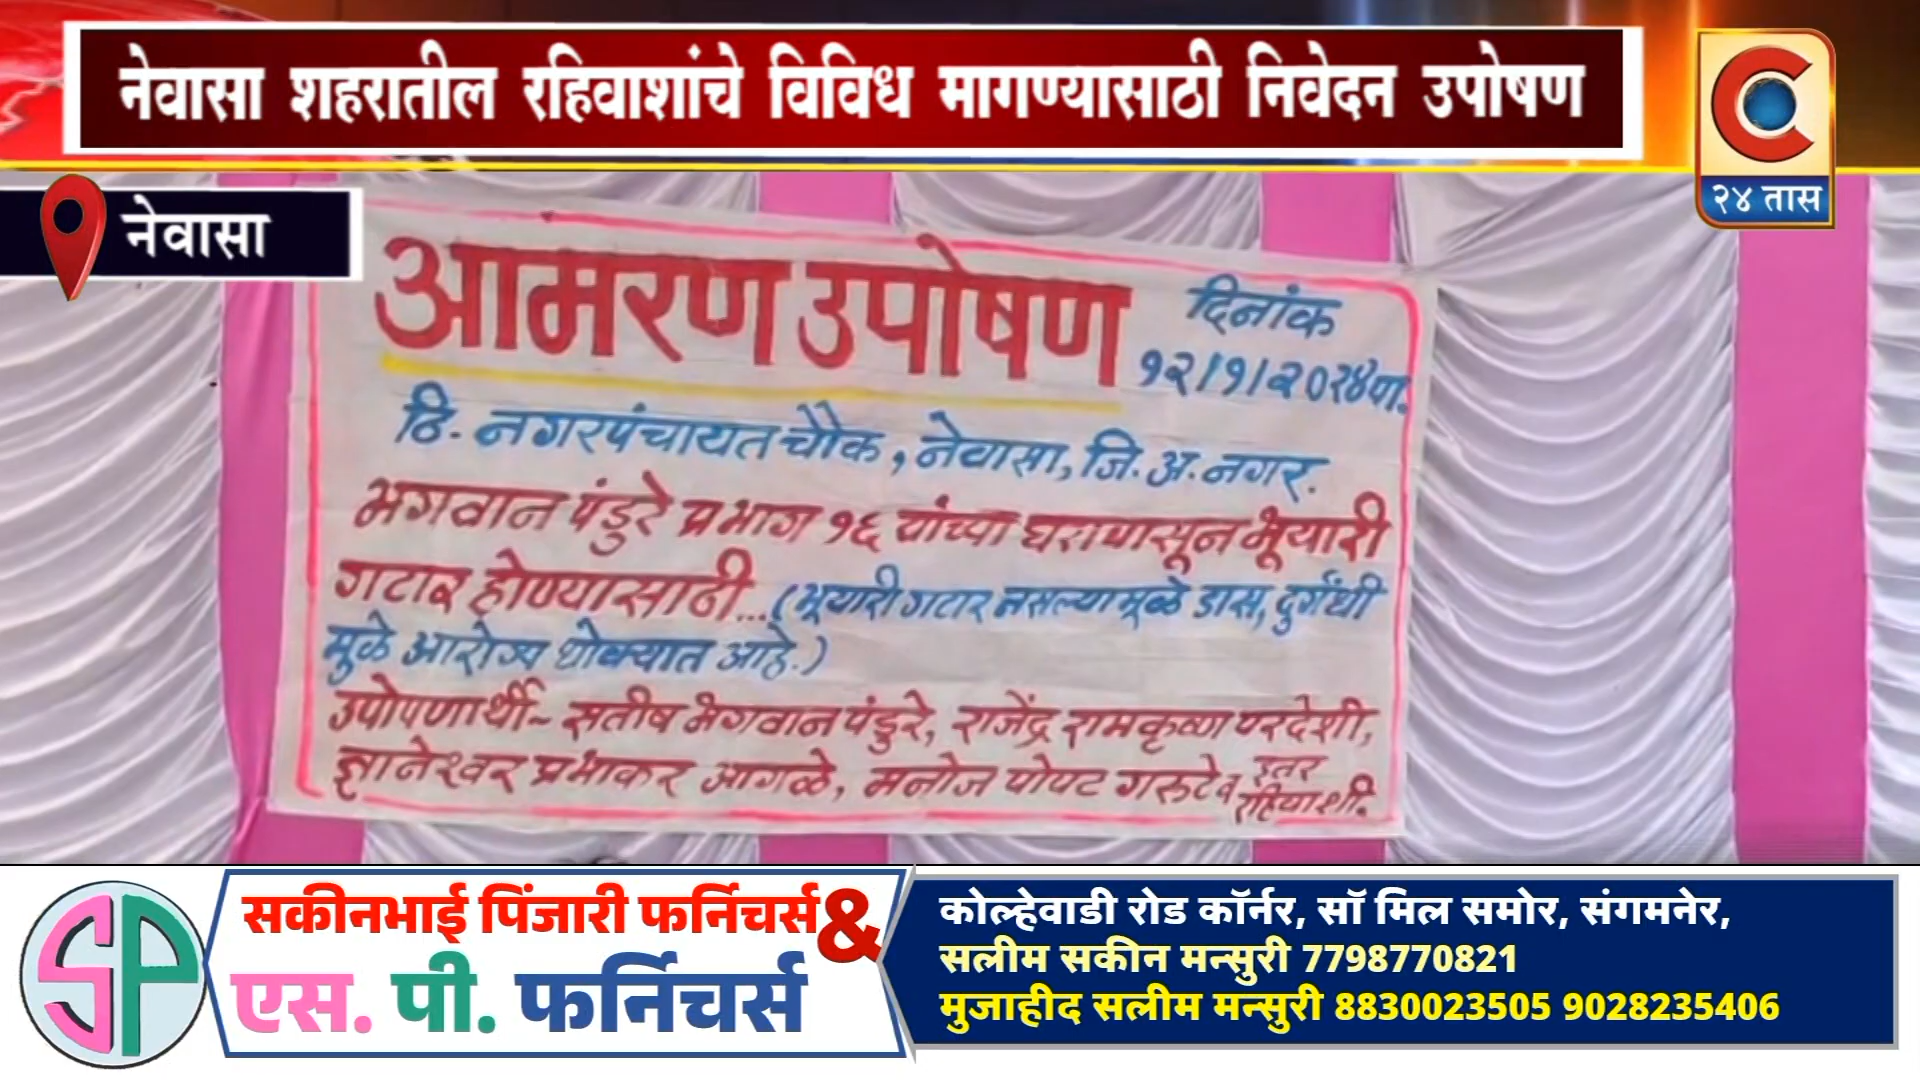 नेवासा शहरातील रहिवाशांचे विविध मागण्यासाठी निवेदन उपोषण
C
२४ तास
नेवासा
आमरण उपोषण
दिनांक
१२/१/२०२४पा.
ठि. नगरपंचायत चौक, नेवासा, जि. अ. नगर.
भगवान पंडुरे प्रभाग १६ यांच्या घरापासून भूयारी
गटार होण्यासाठी...(भूयारी गटार नसल्यामूळे डास, दुर्गंधी
मुळे आरोग्य धोक्यात आहे.)
उपोषणार्थी- सतीष भगवान पंडुरे, राजेंद्र रामकृष्ण परदेशी,
ज्ञानेश्वर प्रभाकर आगळे, मनोज पोपट गरुटे व इतर
रहिवाशी.
SP
सकीनभाई पिंजारी फर्निचर्स &
एस. पी. फर्निचर्स
कोल्हेवाडी रोड कॉर्नर, सॉ मिल समोर, संगमनेर,
सलीम सकीन मन्सुरी 7798770821
मुजाहीद सलीम मन्सुरी 8830023505 9028235406